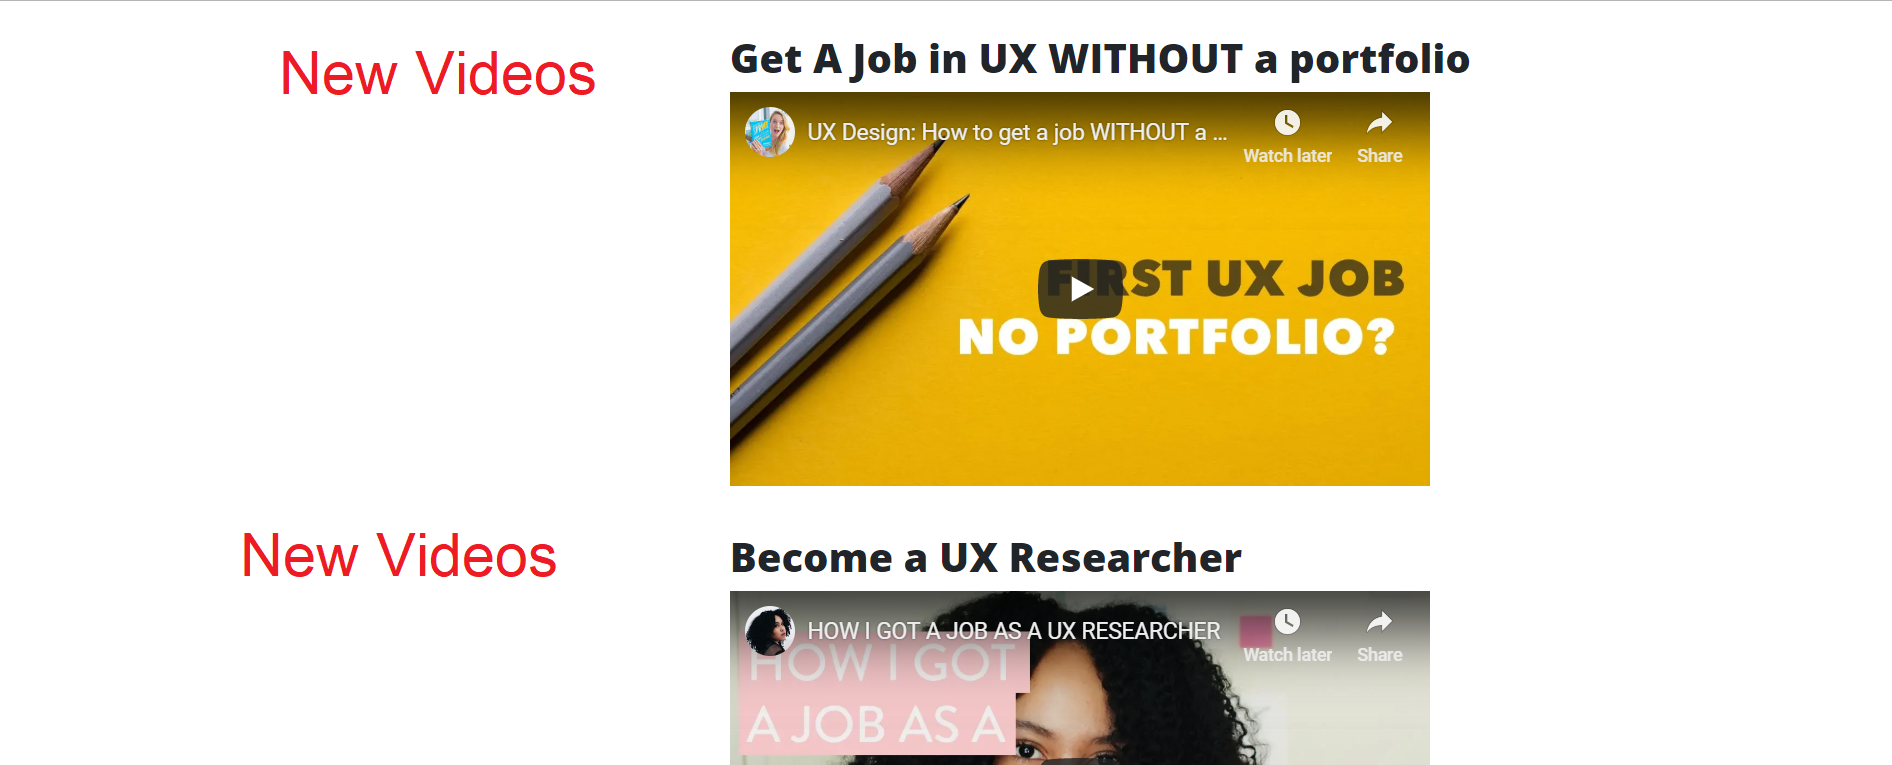 New Videos
Get A Job in UX WITHOUT a portfolio
UX Design: How to get a job WITHOUT a ...
Watch later
Share
FIRST UX JOB
NO PORTFOLIO?
New Videos
Become a UX Researcher
HOW I GOT A JOB AS A UX RESEARCHER
Watch later
Share
HOW I GOT
A JOB AS A